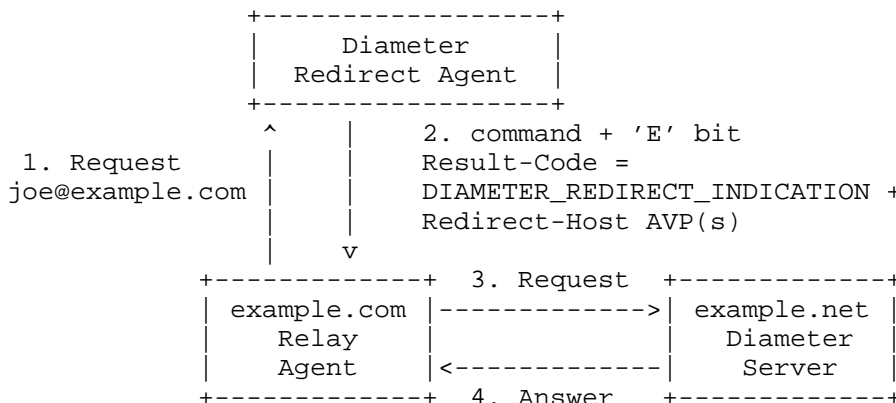 Diameter
Redirect Agent
2. command + 'E' bit
1. Request
Result-Code =
joe@example.com
DIAMETER_REDIRECT_INDICATION +
Redirect-Host AVP(s)
3. Request
example.com
example.net
Relay
Diameter
Agent
Server
4. Answer